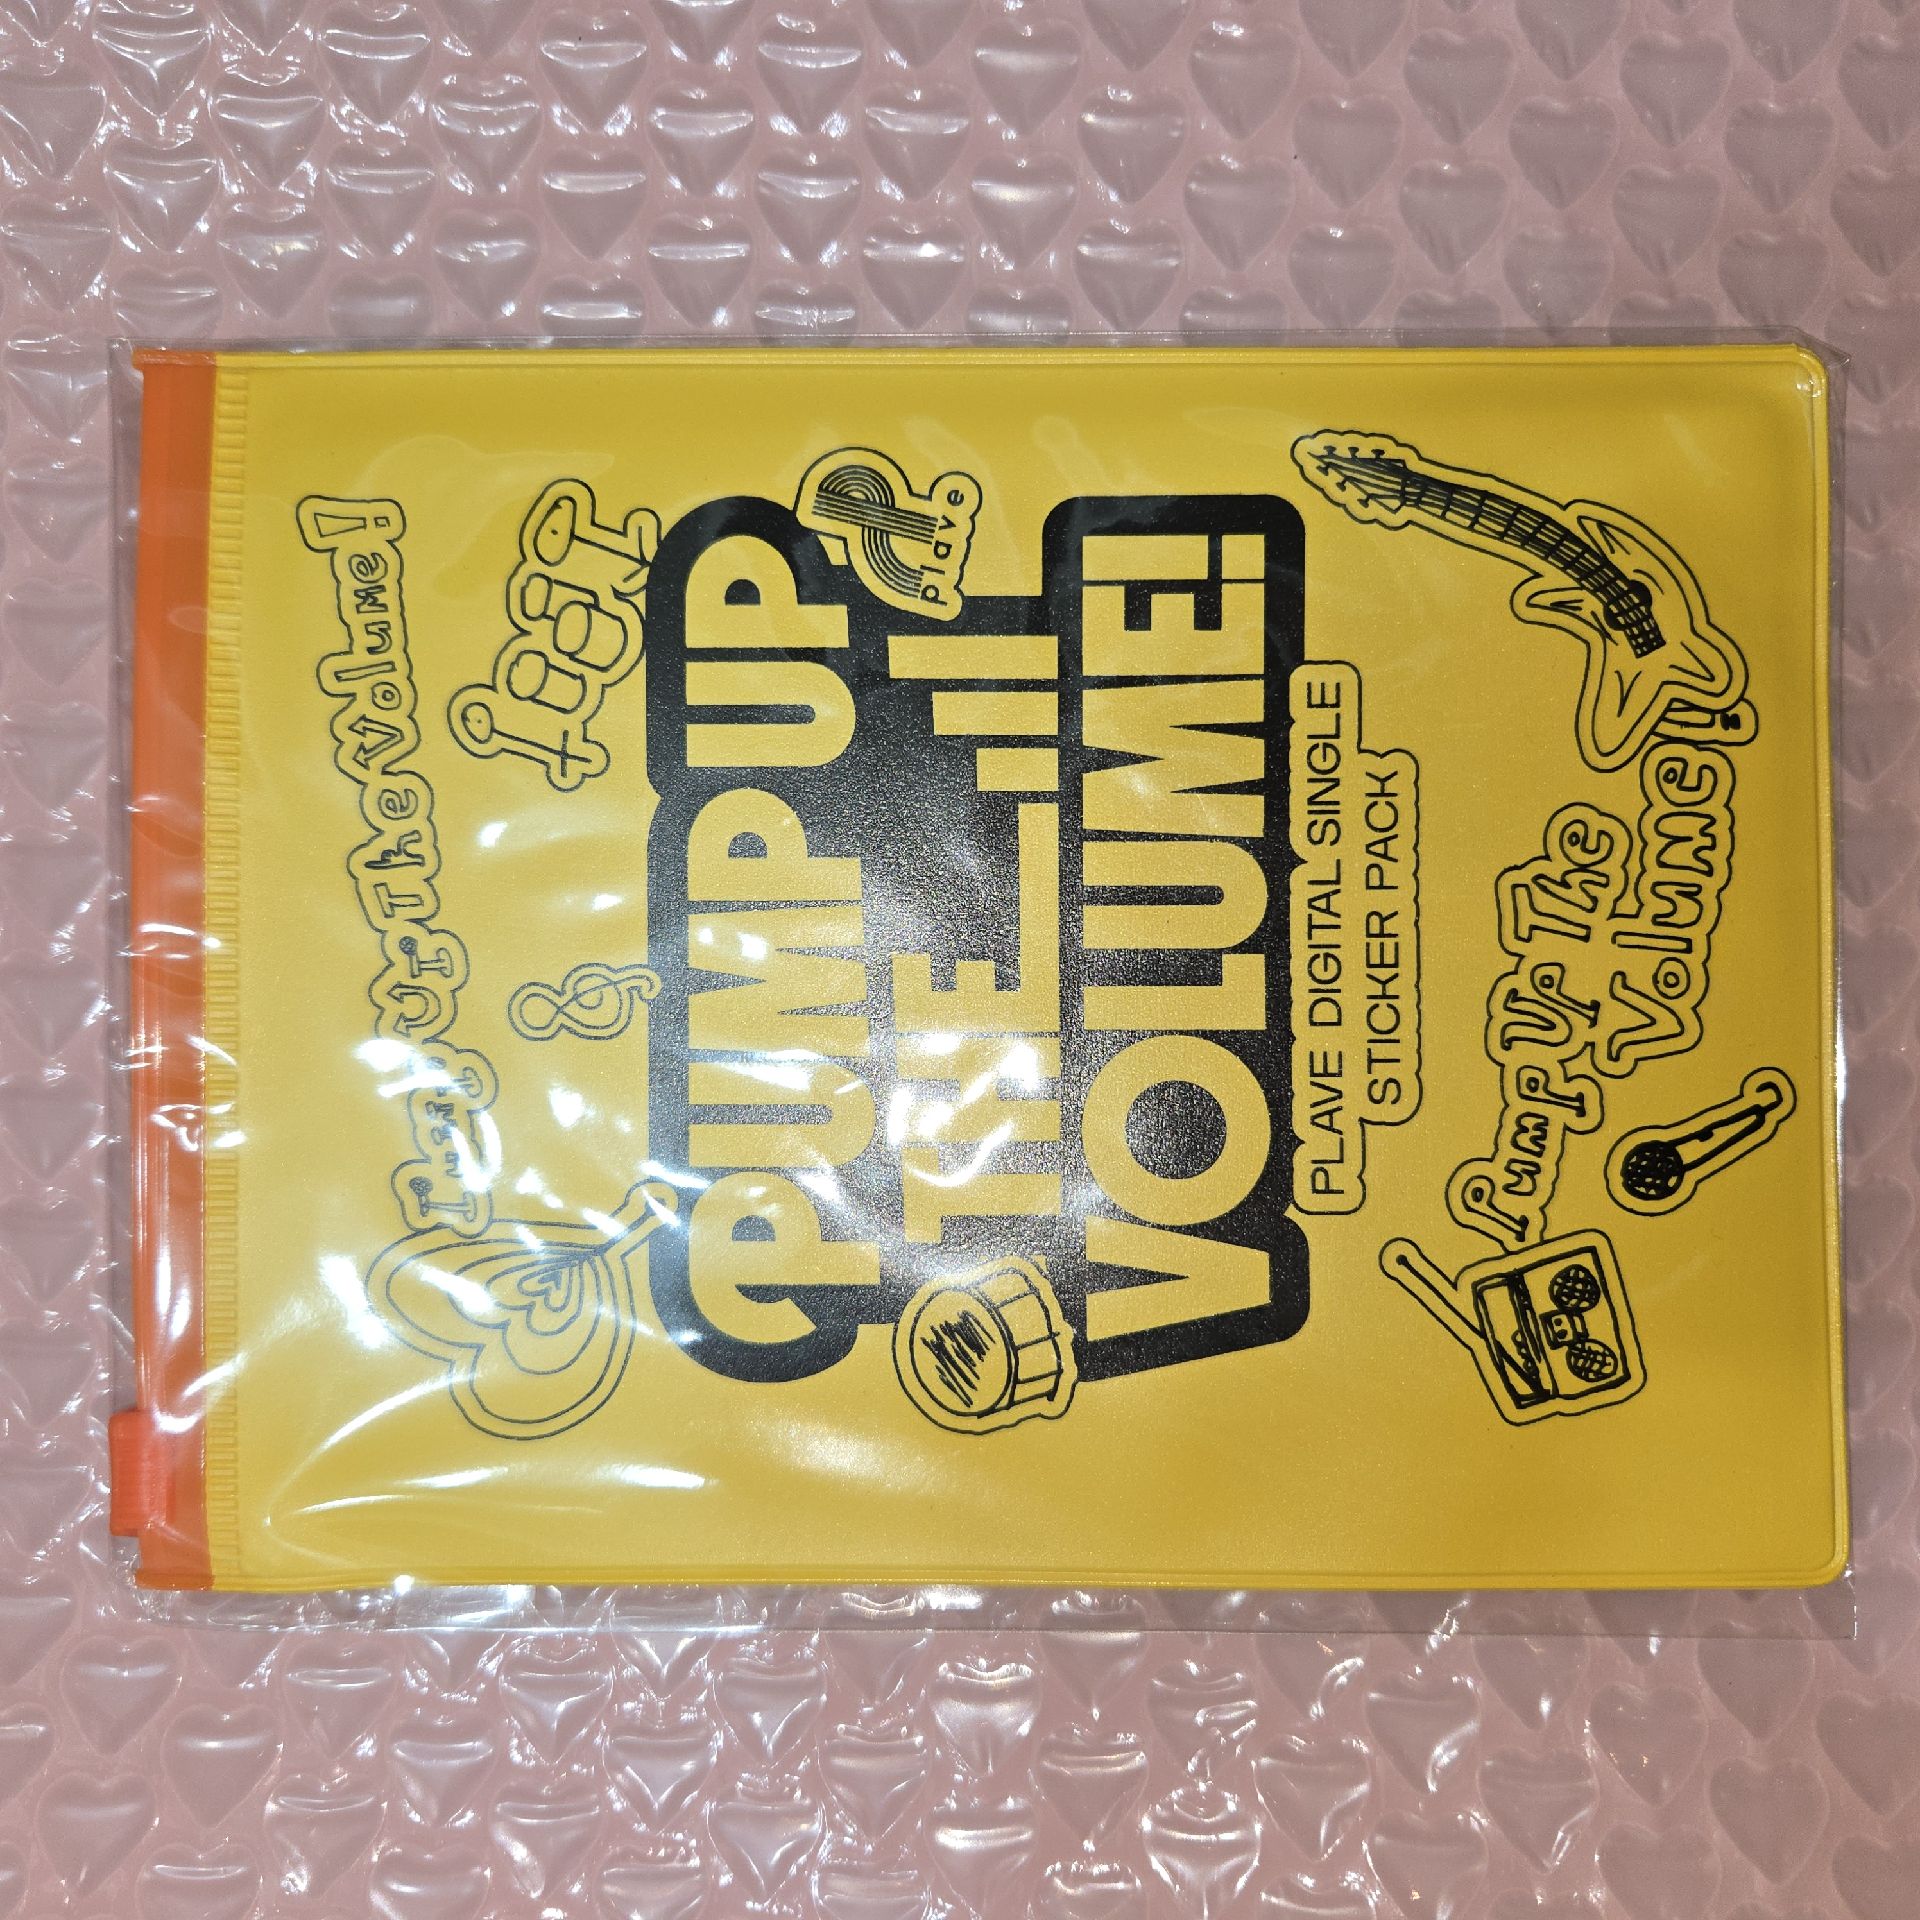 Pump Up The Volume!
PUMP UP
plave
THE
VOLUME!
PLAVE DIGITAL SINGLE
STICKER PACK
Pump Up The
Volume!!